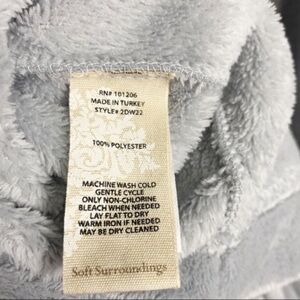 RN# 101206
MADE IN TURKEY
STYLE# 2DW22
100% POLYESTER
MACHINE WASH COLD
GENTLE CYCLE
ONLY NON-CHLORINE
BLEACH WHEN NEEDED
LAY FLAT TO DRY
WARM IRON IF NEEDED
MAY BE DRY CLEANED
Soft Surroundings